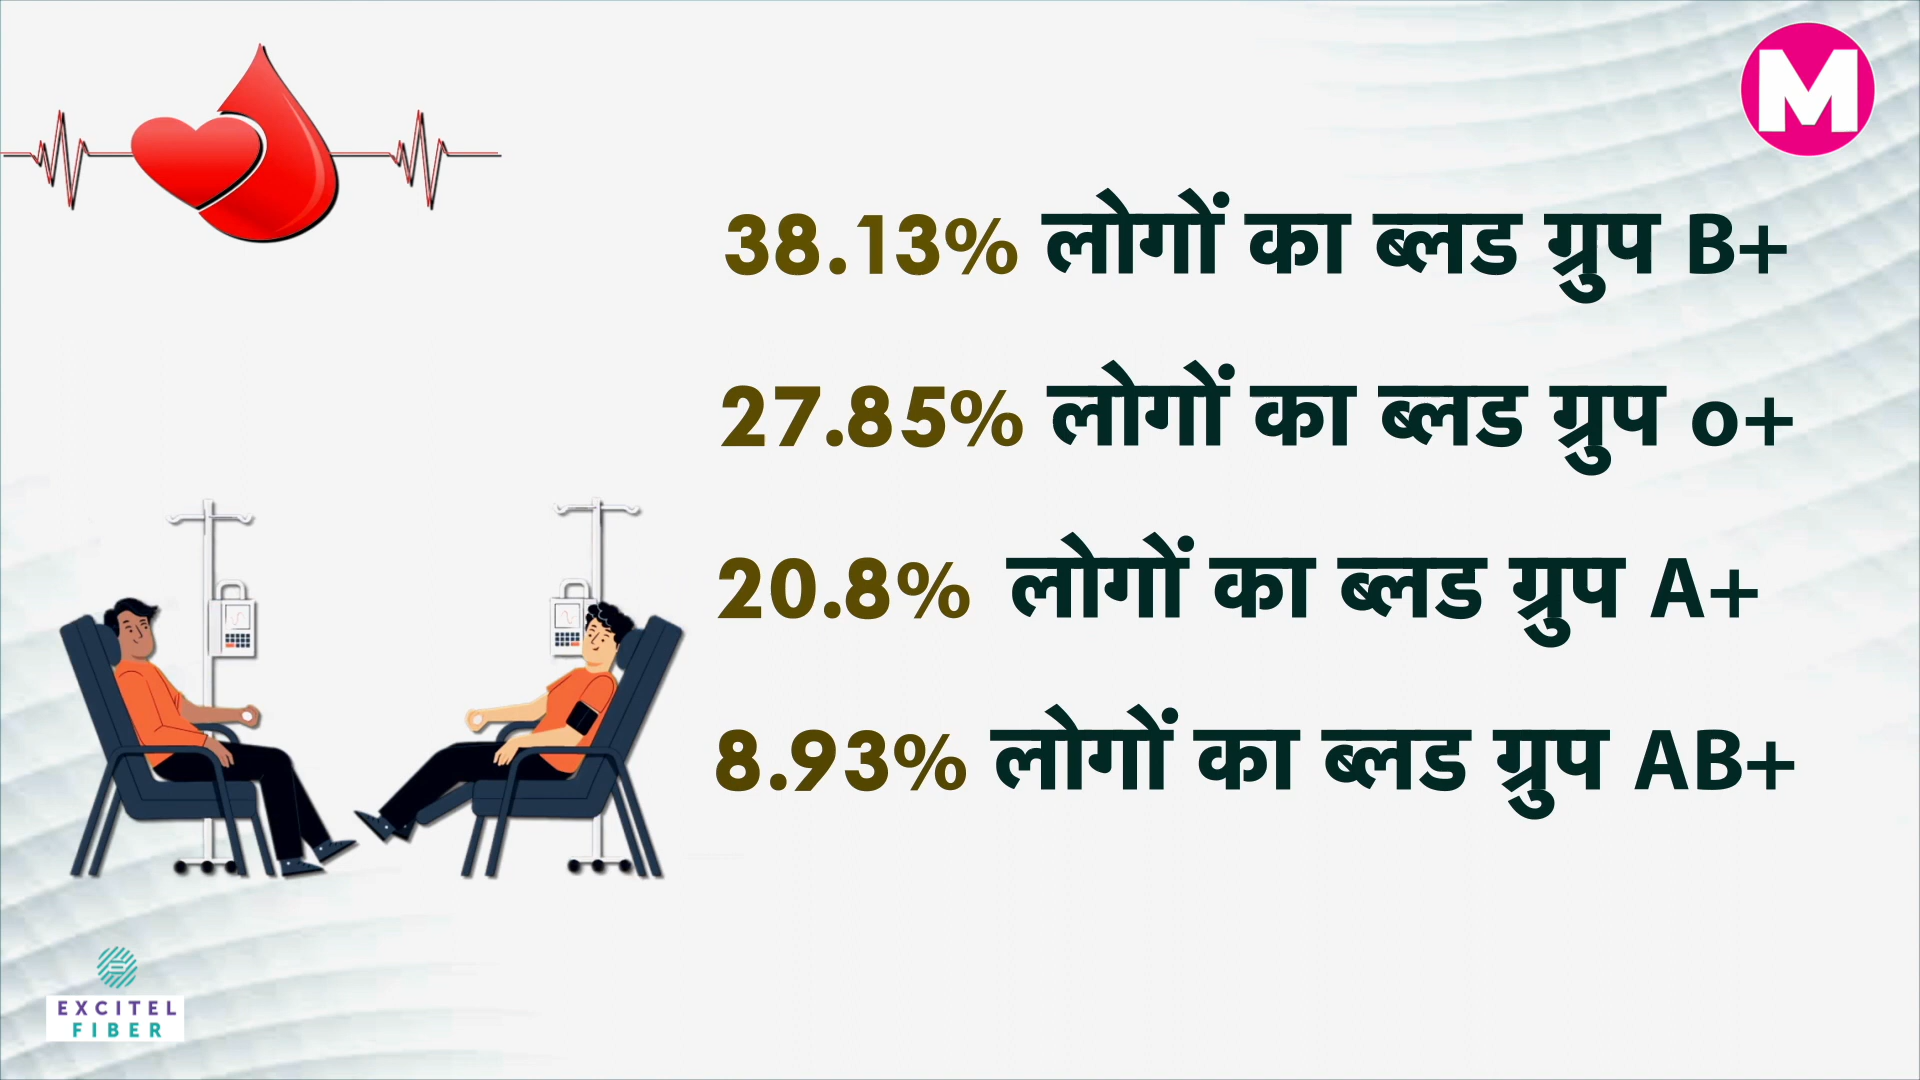 M
38.13% लोगों का ब्लड ग्रुप B+
27.85% लोगों का ब्लड ग्रुप o+
20.8% लोगों का ब्लड ग्रुप A+
8.93% लोगों का ब्लड ग्रुप AB+
EXCITEL
FIBER